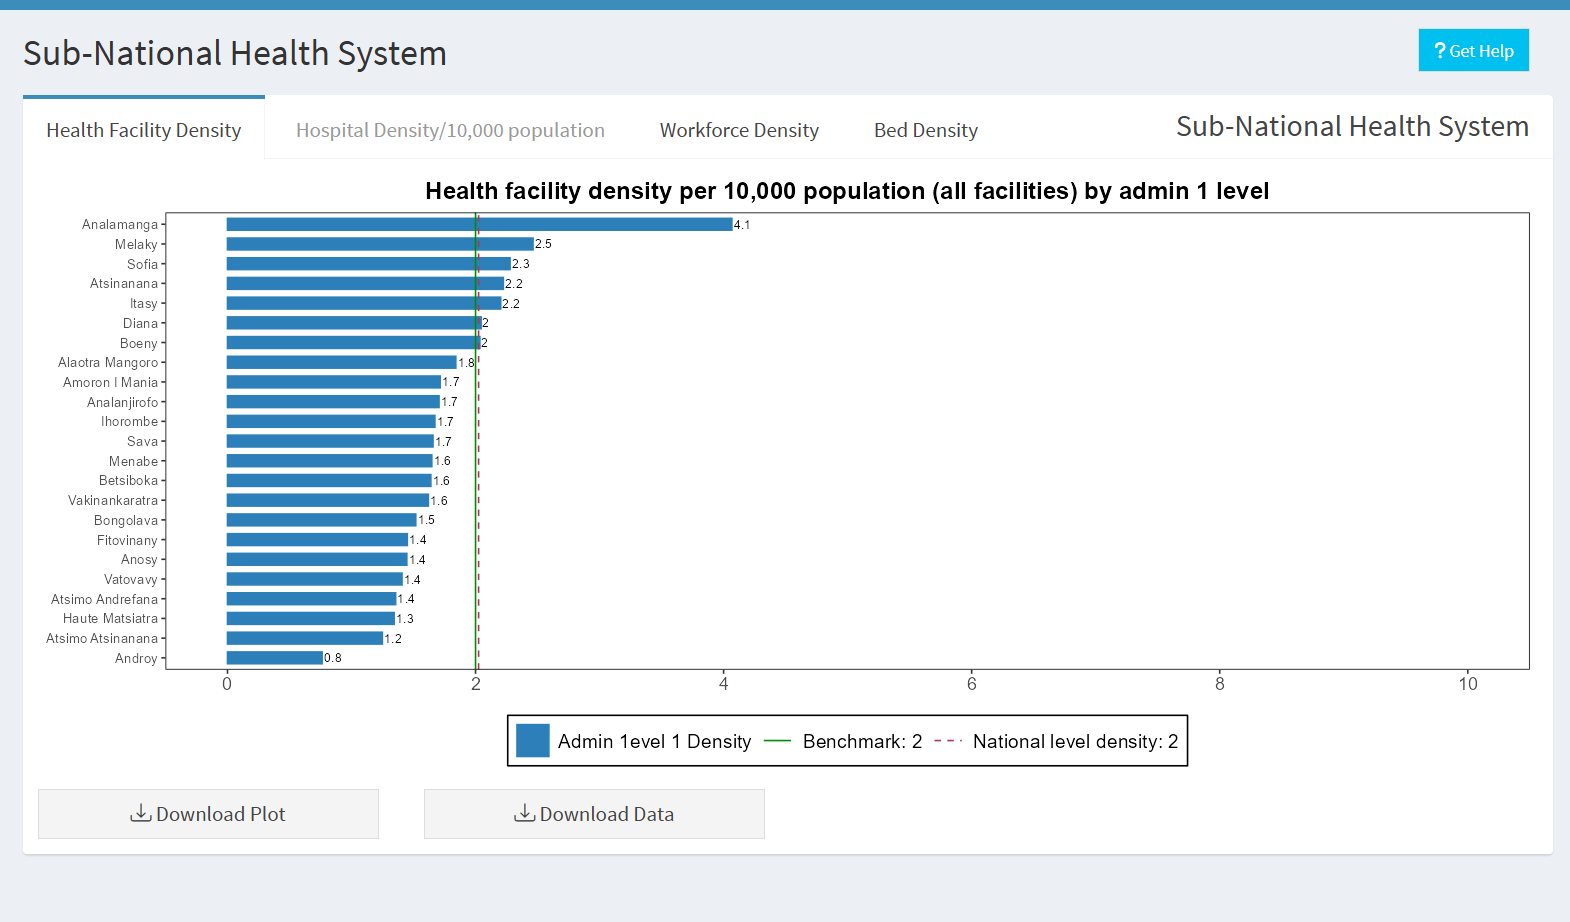 Sub-National Health System
? Get Help
Health Facility Density
Hospital Density/10,000 population
Workforce Density
Bed Density
Sub-National Health System
Health facility density per 10,000 population (all facilities) by admin 1 level
Analamanga 4.1
Melaky 2.5
Sofia 2.3
Atsinanana 2.2
Itasy 2.2
Diana 2
Boeny 2
Alaotra Mangoro 1.8
Amoron I Mania 1.7
Analanjirofo 1.7
Ihorombe 1.7
Sava 1.7
Menabe 1.6
Betsiboka 1.6
Vakinankaratra 1.6
Bongolava 1.5
Fitovinany 1.4
Anosy 1.4
Vatovavy 1.4
Atsimo Andrefana 1.4
Haute Matsiatra 1.3
Atsimo Atsinanana 1.2
Androy 0.8
0 2 4 6 8 10
Admin 1evel 1 Density Benchmark: 2 National level density: 2
Download Plot
Download Data